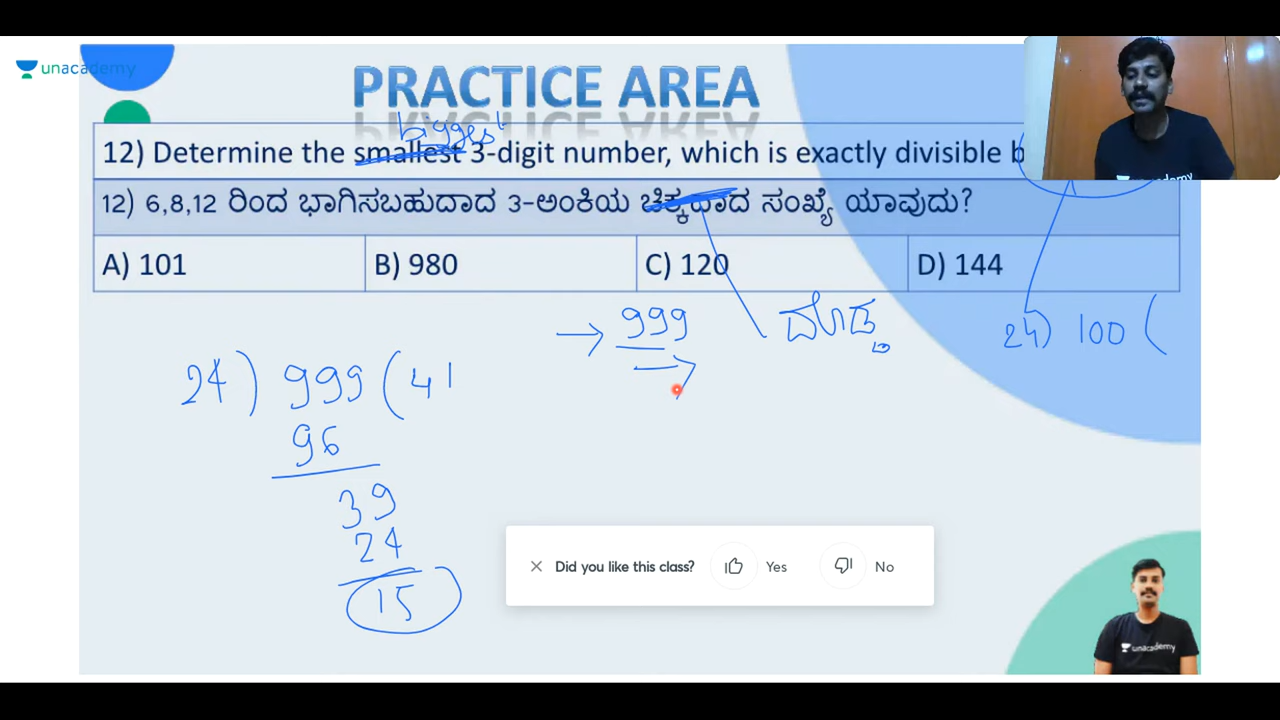 unacademy
PRACTICE AREA
biggest
12) Determine the smallest 3-digit number, which is exactly divisible b
12) 6,8,12 ರಿಂದ ಭಾಗಿಸಬಹುದಾದ 3-ಅಂಕಿಯ ಚಿಕ್ಕದಾದ ಸಂಖ್ಯೆ ಯಾವುದು?
A) 101 B) 980 C) 120 D) 144
→ 999
24) 100 (
24) 999 (41
96
39
24
15
Did you like this class? Yes No
unacademy
unacademy